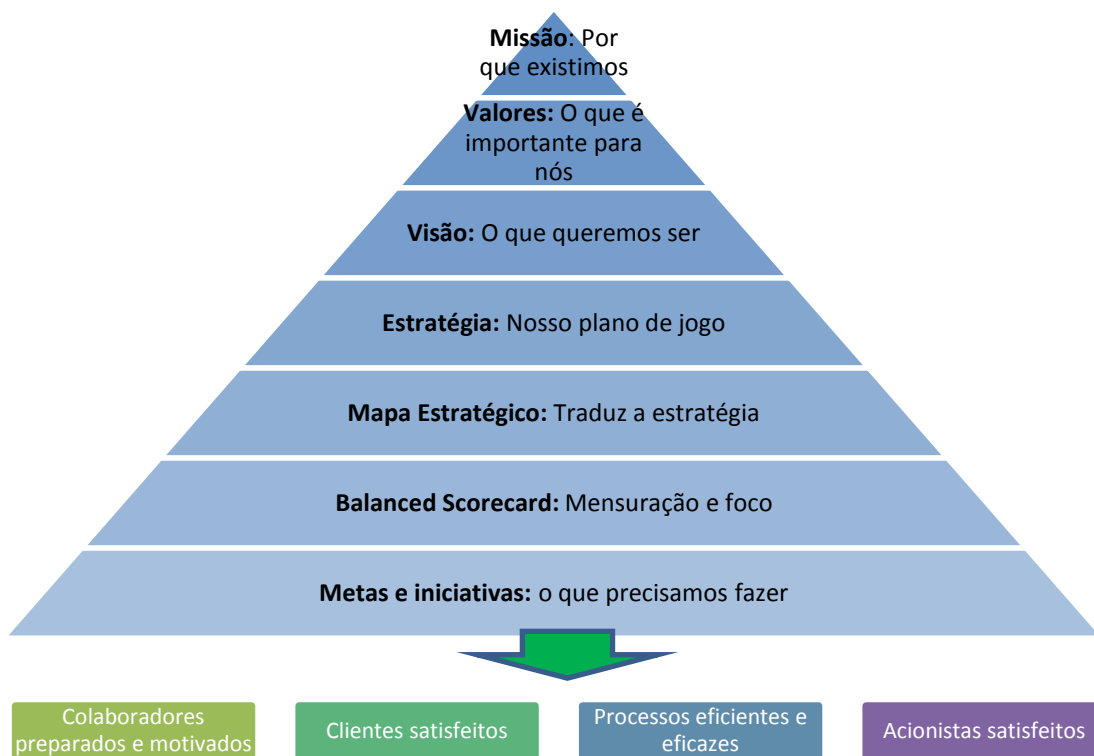 Missão: Por
que existimos
Valores: O que é
importante para
nós
Visão: O que queremos ser
Estratégia: Nosso plano de jogo
Mapa Estratégico: Traduz a estratégia
Balanced Scorecard: Mensuração e foco
Metas e iniciativas: o que precisamos fazer
Colaboradores
preparados e motivados
Clientes satisfeitos
Processos eficientes e
eficazes
Acionistas satisfeitos